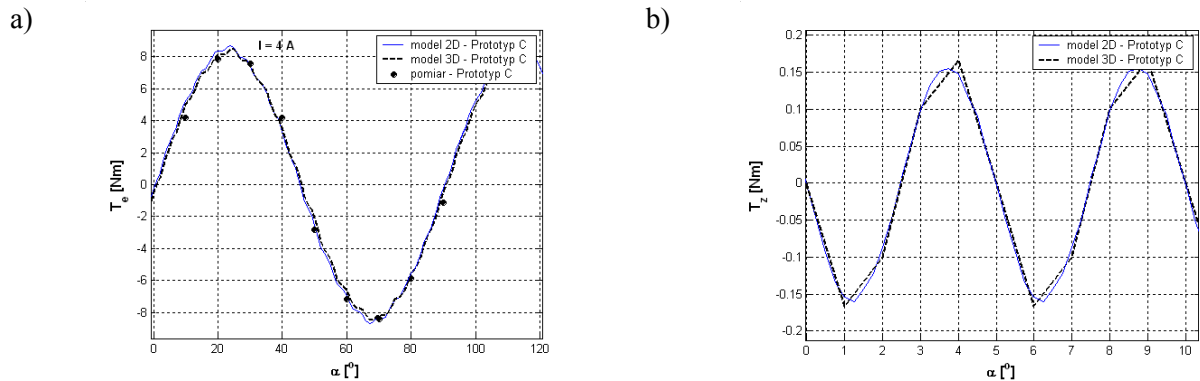 a)
I = 4 A
model 2D - Prototyp C
model 3D - Prototyp C
pomiar - Prototyp C
8
6
4
2
0
-2
-4
-6
-8
T_e [Nm]
0 20 40 60 80 100 120
α [°]
b)
model 2D - Prototyp C
model 3D - Prototyp C
0.2
0.15
0.1
0.05
0
-0.05
-0.1
-0.15
-0.2
T_z [Nm]
0 1 2 3 4 5 6 7 8 9 10
α [°]